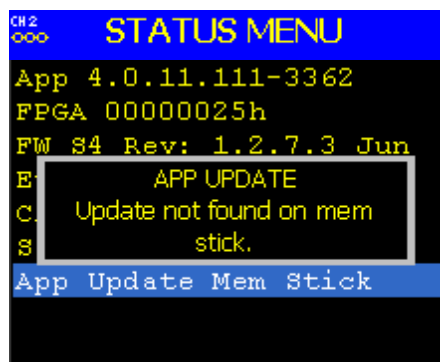 CH 2
ooo
STATUS MENU
App 4.0.11.111-3362
FPGA 00000025h
FW S4 Rev: 1.2.7.3 Jun
APP UPDATE
Update not found on mem
stick.
App Update Mem Stick